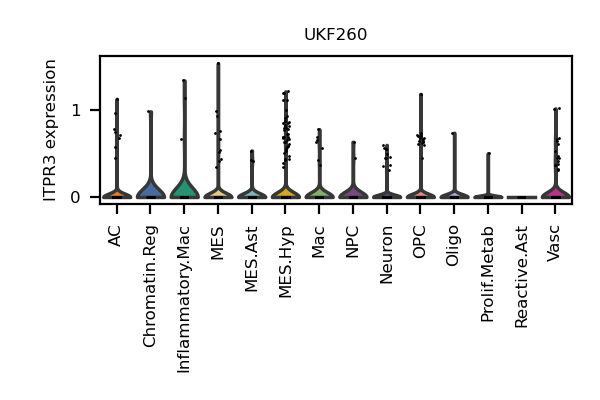 UKF260
ITPR3 expression
1
0
AC
Chromatin.Reg
Inflammatory.Mac
MES
MES.Ast
MES.Hyp
Mac
NPC
Neuron
OPC
Oligo
Prolif.Metab
Reactive.Ast
Vasc